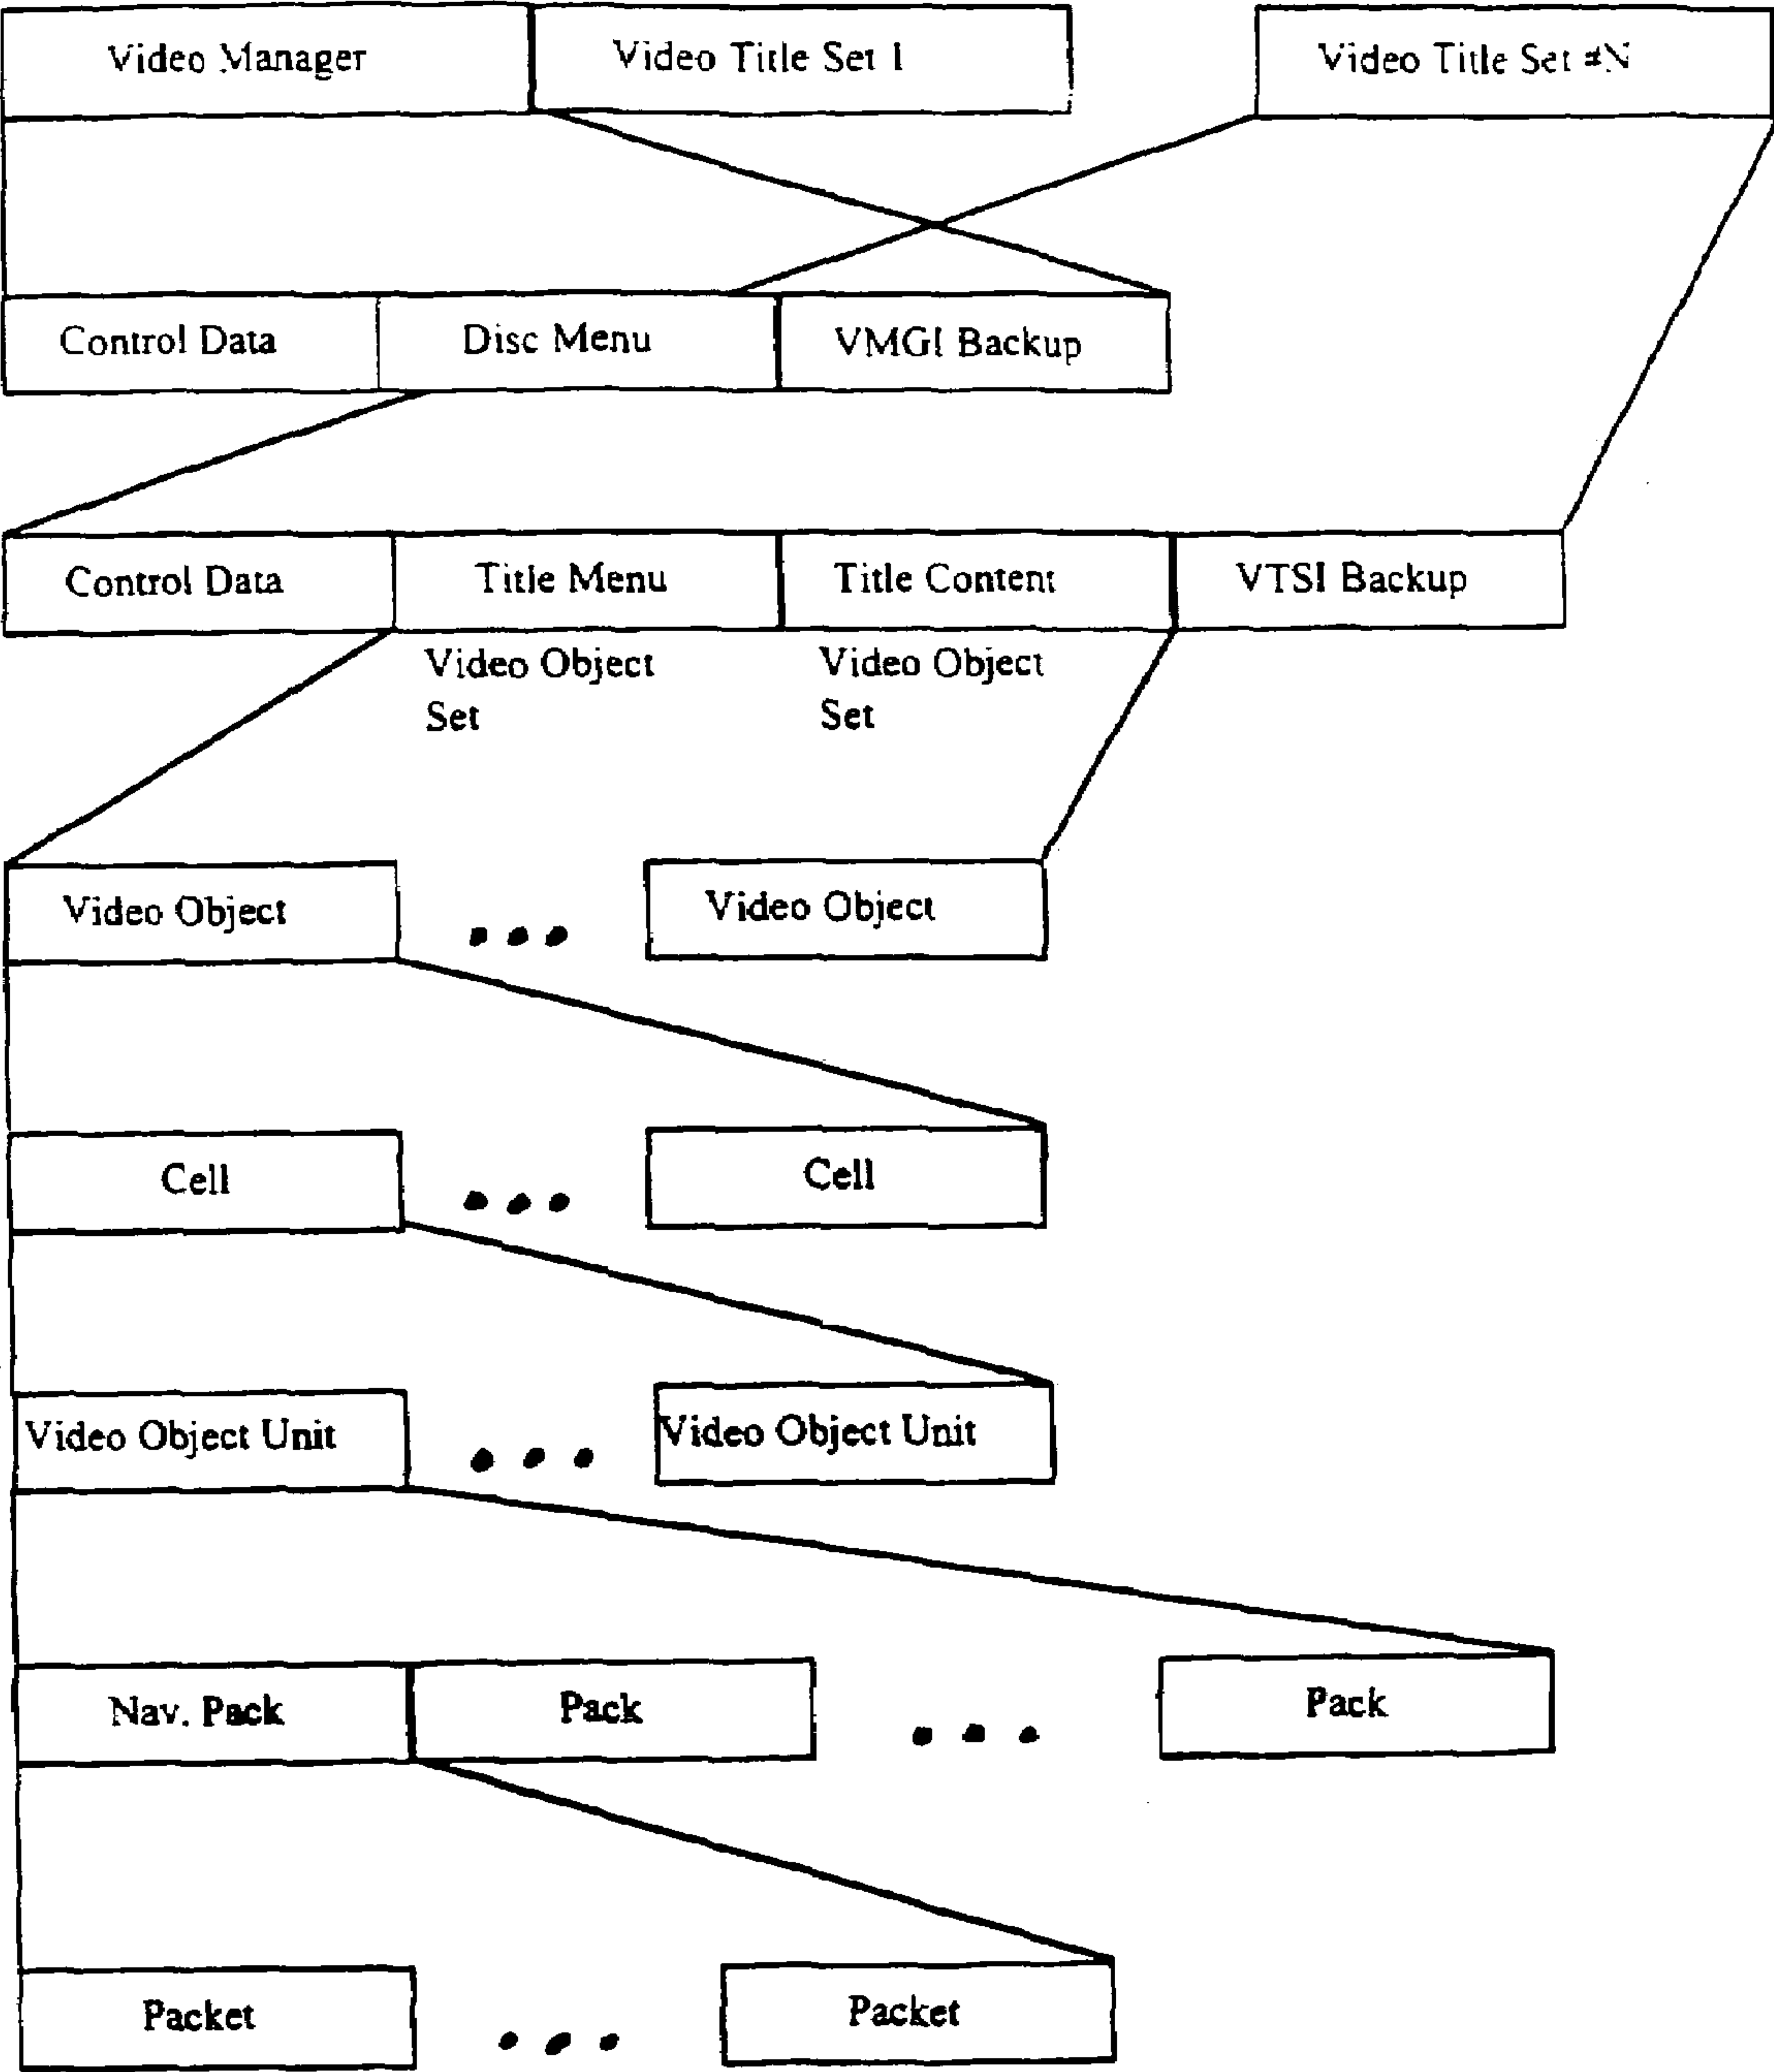 Video Manager
Video Title Set 1
Video Title Set #N
Control Data
Disc Menu
VMGI Backup
Control Data
Title Menu
Title Content
VTSI Backup
Video Object
Set
Video Object
Set
Video Object
Video Object
Cell
Cell
Video Object Unit
Video Object Unit
Nav. Pack
Pack
Pack
Packet
Packet